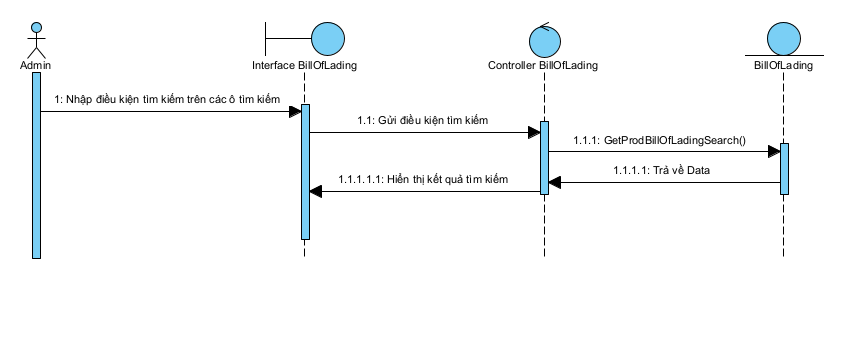 Admin
Interface BillOfLading
Controller BillOfLading
BillOfLading
1: Nhập điều kiện tìm kiếm trên các ô tìm kiếm
1.1: Gửi điều kiện tìm kiếm
1.1.1: GetProdBillOfLadingSearch()
1.1.1.1: Trả về Data
1.1.1.1.1: Hiển thị kết quả tìm kiếm